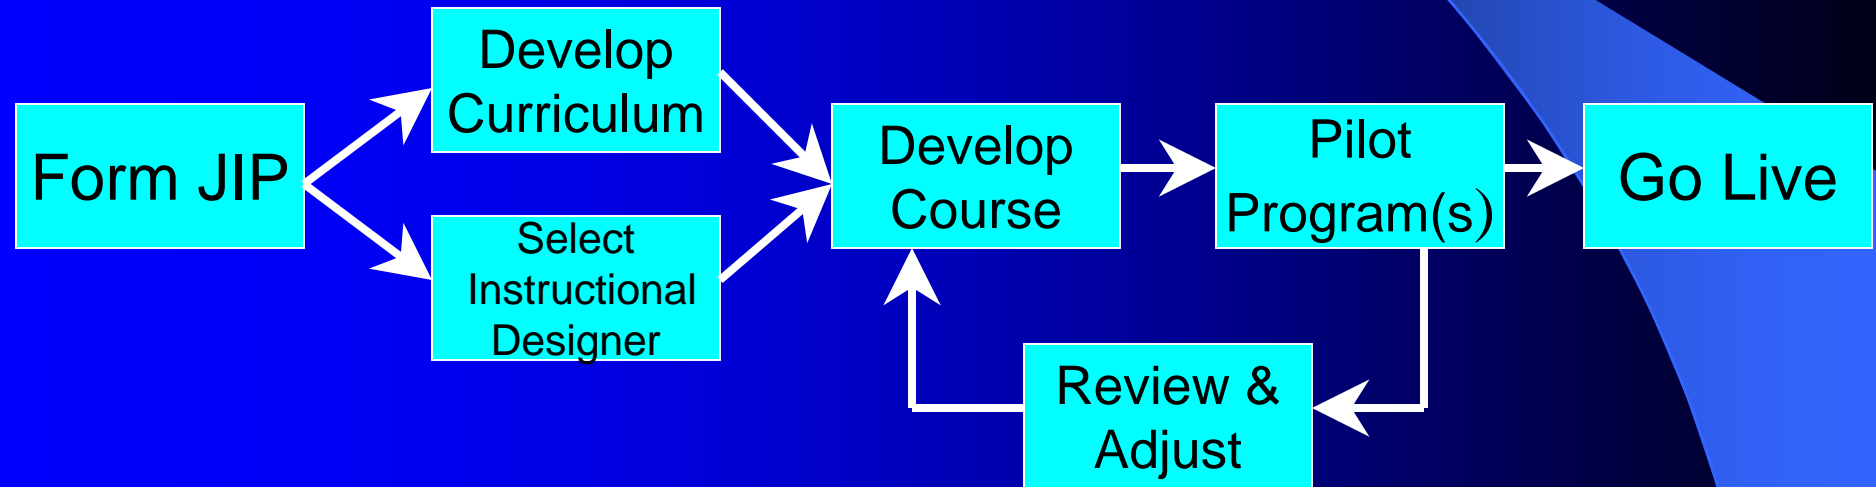 Form JIP
Develop
Curriculum
Select
Instructional
Designer
Develop
Course
Pilot
Program(s)
Go Live
Review &
Adjust